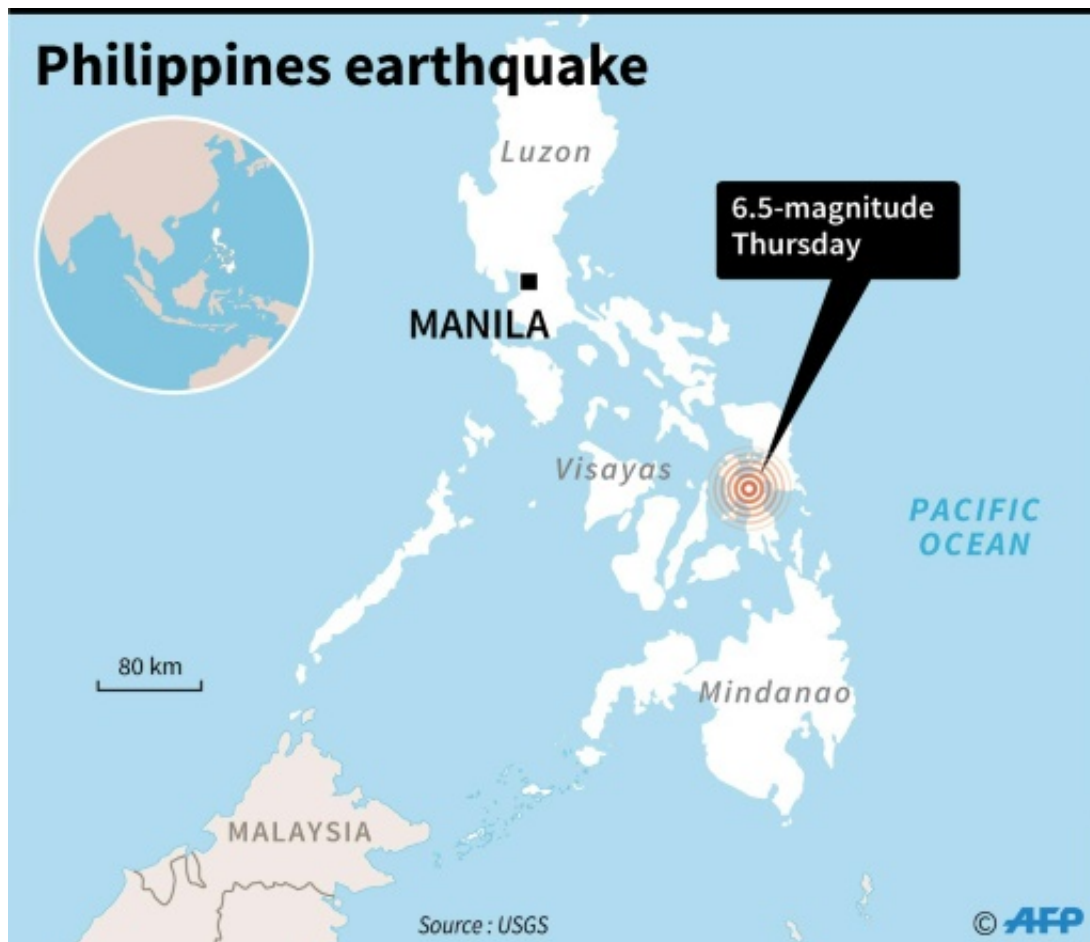 Philippines earthquake
Luzon
6.5-magnitude
Thursday
MANILA
Visayas
PACIFIC
OCEAN
80 km
Mindanao
MALAYSIA
Source : USGS
© AFP